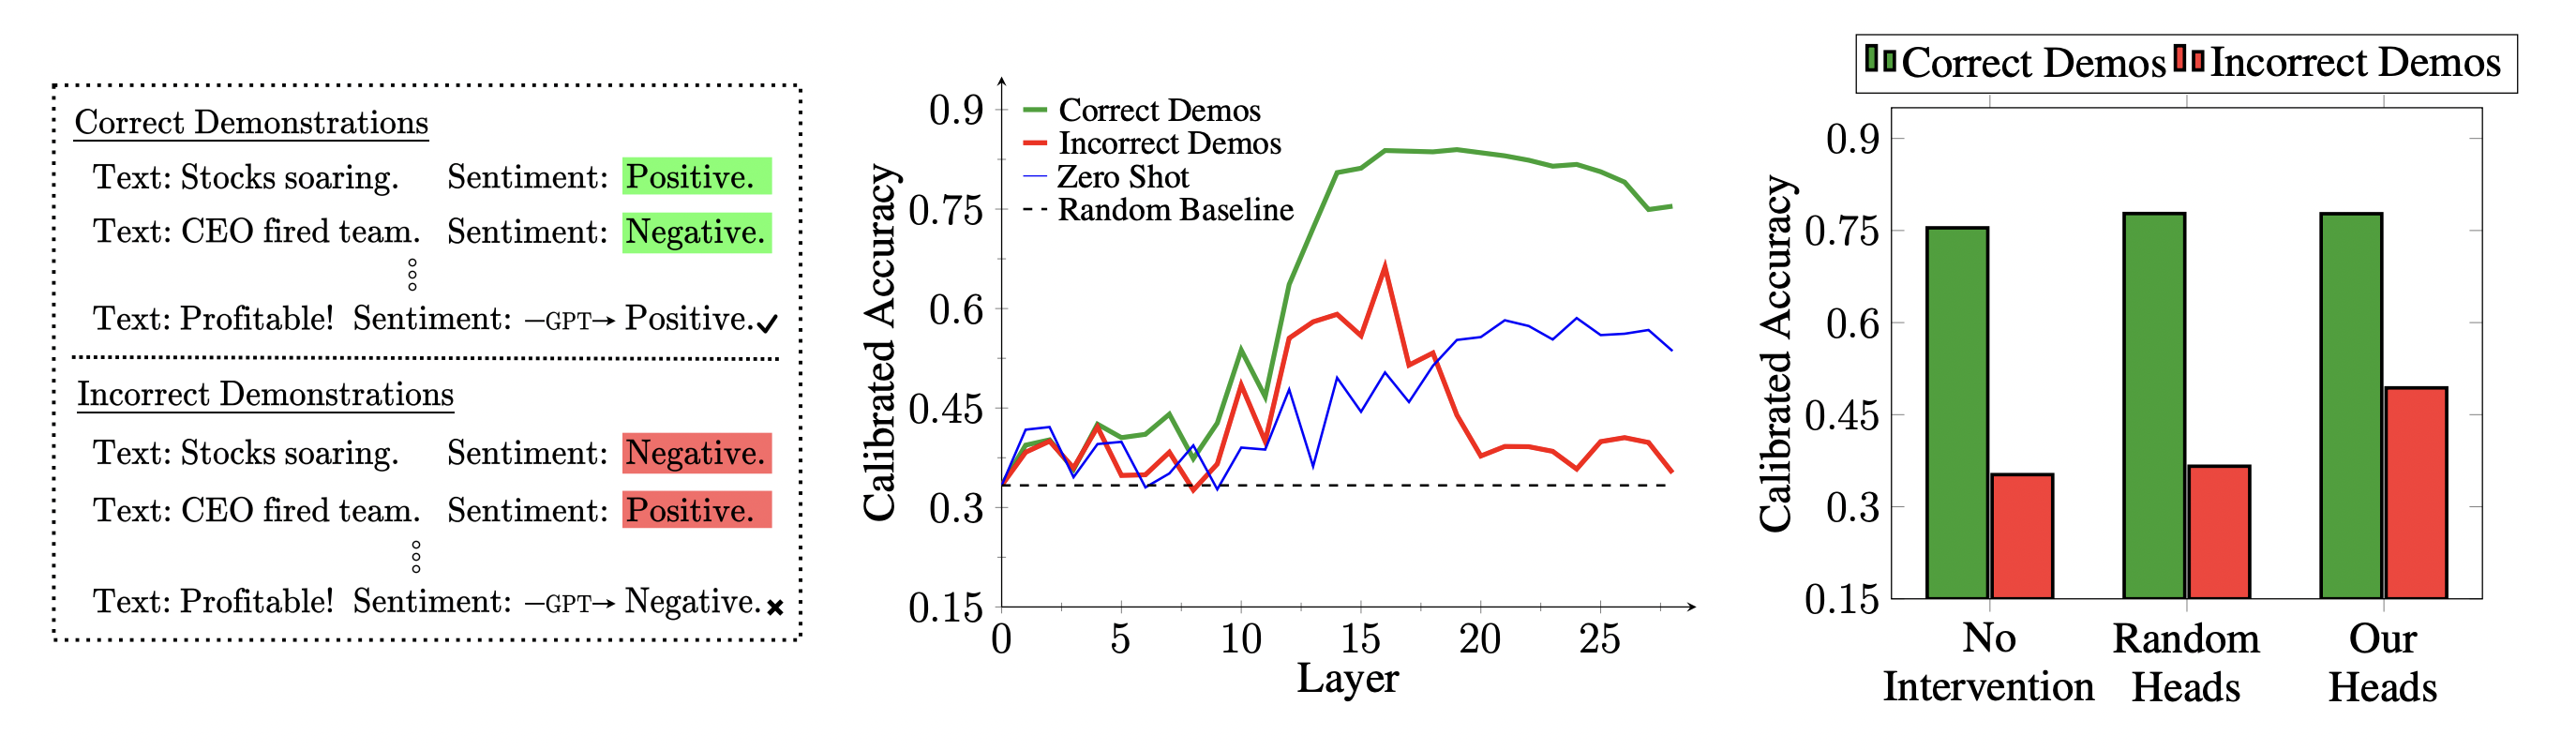 Correct Demonstrations
Text: Stocks soaring. Sentiment: Positive.
Text: CEO fired team. Sentiment: Negative.
Text: Profitable! Sentiment: —GPT→ Positive.✓
Incorrect Demonstrations
Text: Stocks soaring. Sentiment: Negative.
Text: CEO fired team. Sentiment: Positive.
Text: Profitable! Sentiment: —GPT→ Negative.✗
Calibrated Accuracy
0.9
0.75
0.6
0.45
0.3
0.15
Correct Demos
Incorrect Demos
Zero Shot
Random Baseline
0 5 10 15 20 25
Layer
Correct Demos Incorrect Demos
Calibrated Accuracy
0.9
0.75
0.6
0.45
0.3
0.15
No Intervention
Random Heads
Our Heads